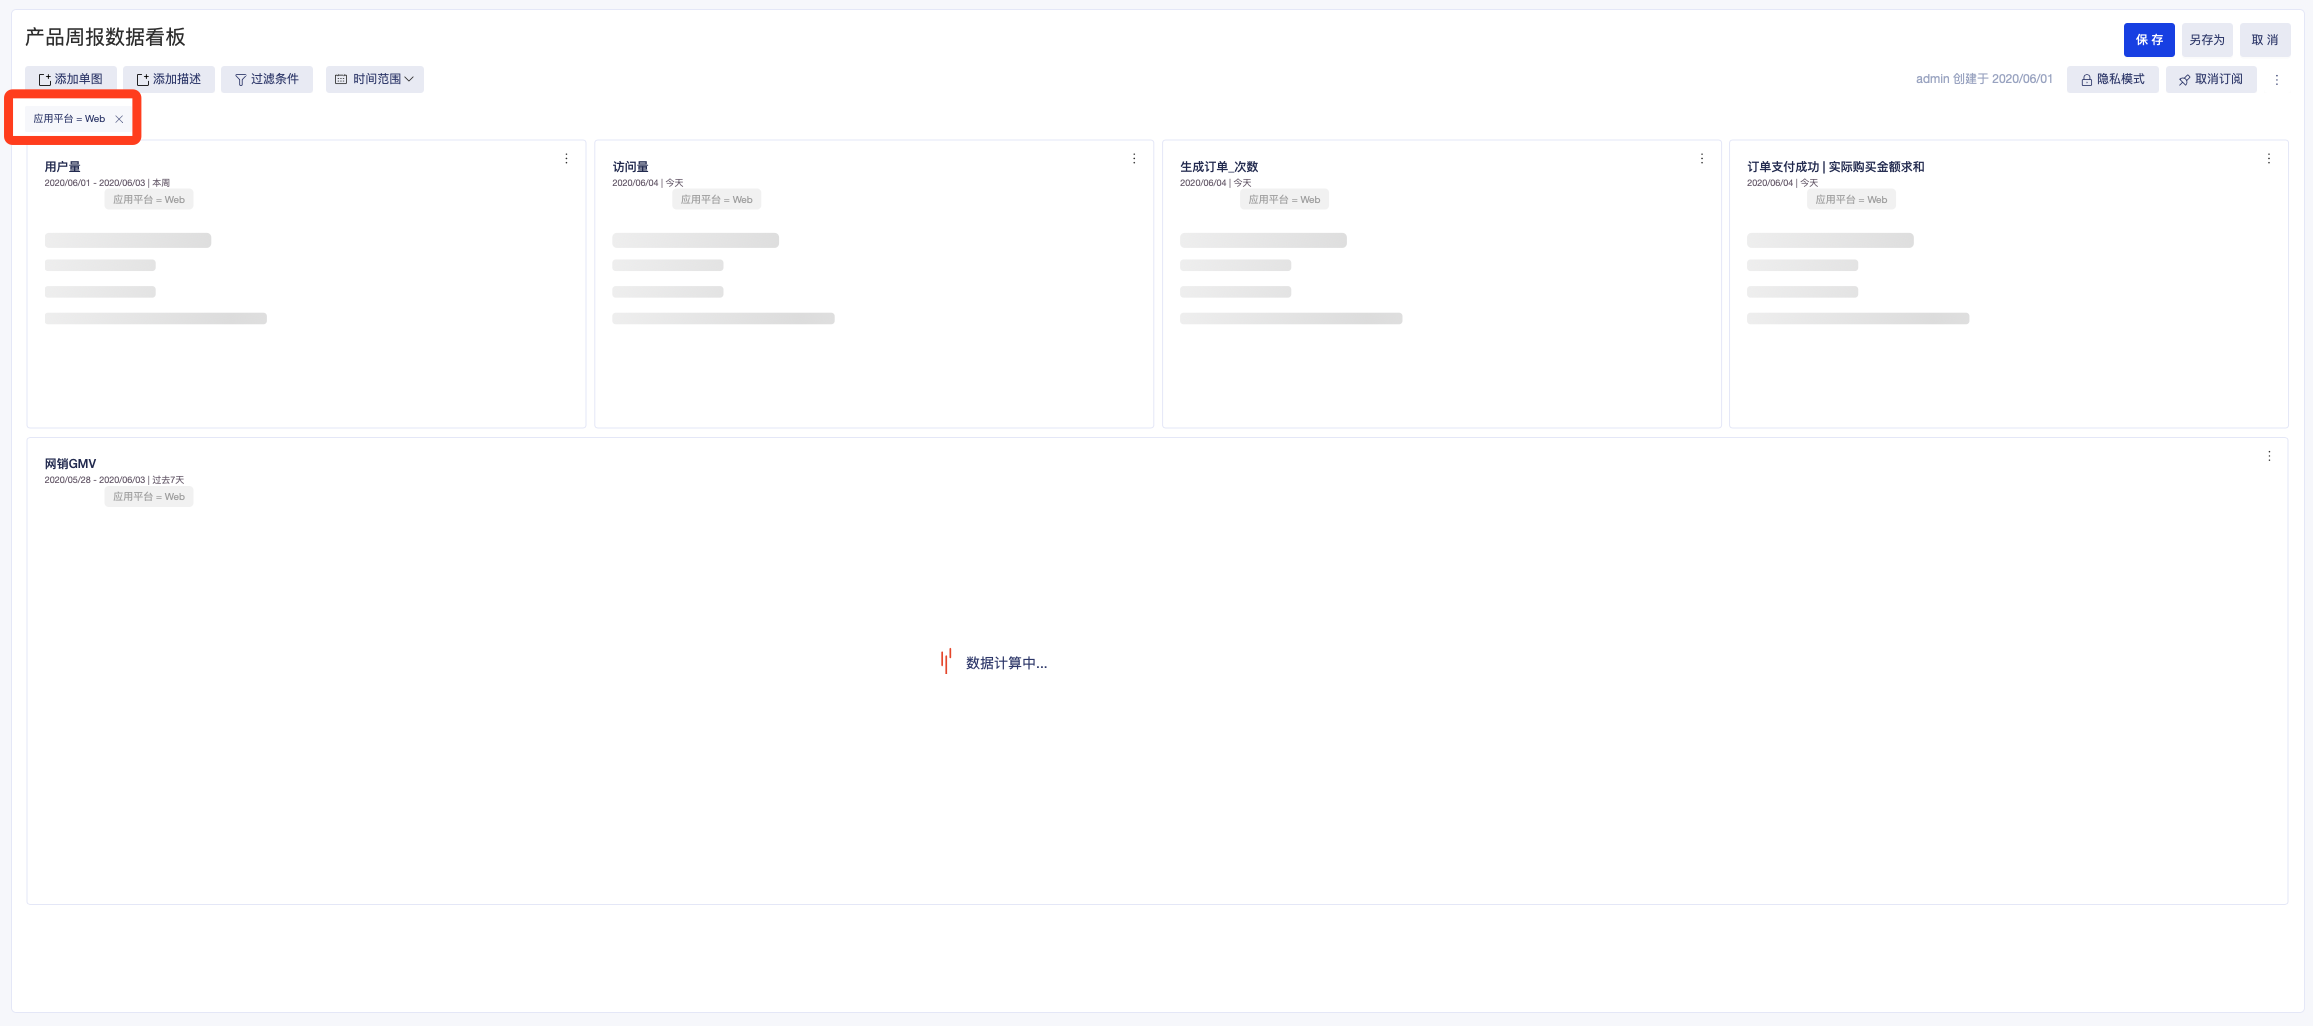 产品周报数据看板
保 存
另存为
取 消
添加单图
添加描述
过滤条件
时间范围
admin 创建于 2020/06/01
隐私模式
取消订阅
应用平台 = Web
用户量
2020/06/01 - 2020/06/03 | 本周
应用平台 = Web
访问量
2020/06/04 | 今天
应用平台 = Web
生成订单_次数
2020/06/04 | 今天
应用平台 = Web
订单支付成功 | 实际购买金额求和
2020/06/04 | 今天
应用平台 = Web
网销GMV
2020/05/28 - 2020/06/03 | 过去7天
应用平台 = Web
数据计算中...